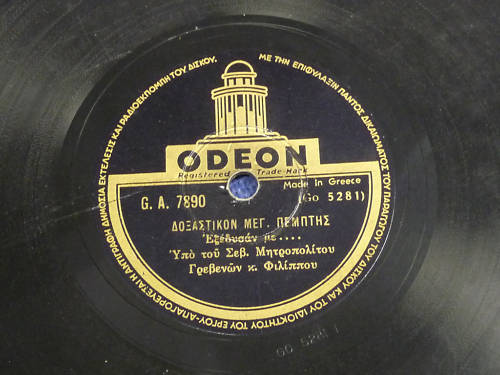 ΜΕ ΤΗΝ ΕΠΙΦΥΛΑΞΙΝ ΠΑΝΤΟΣ ΔΙΚΑΙΩΜΑΤΟΣ ΤΟΥ ΠΑΡΑΓΩΓΟΥ ΤΟΥ ΔΙΣΚΟΥ ΚΑΙ ΤΟΥ ΙΔΙΟΚΤΗΤΟΥ ΤΟΥ ΕΡΓΟΥ-ΑΠΑΓΟΡΕΥΕΤΑΙ Η ΑΝΤΙΓΡΑΦΗ ΔΗΜΟΣΙΑ ΕΚΤΕΛΕΣΙΣ ΚΑΙ ΡΑΔΙΟΕΚΠΟΜΠΗ ΤΟΥ ΔΙΣΚΟΥ.
ODEON
Registered Trade-Mark
Made in Greece
G. A. 7890
(Go 5281)
ΔΟΞΑΣΤΙΚΟΝ ΜΕΓ. ΠΕΜΠΤΗΣ
Ἐξέδυσάν με....
Ὑπὸ τοῦ Σεβ. Μητροπολίτου
Γρεβενῶν κ. Φιλίππου
GO 5281